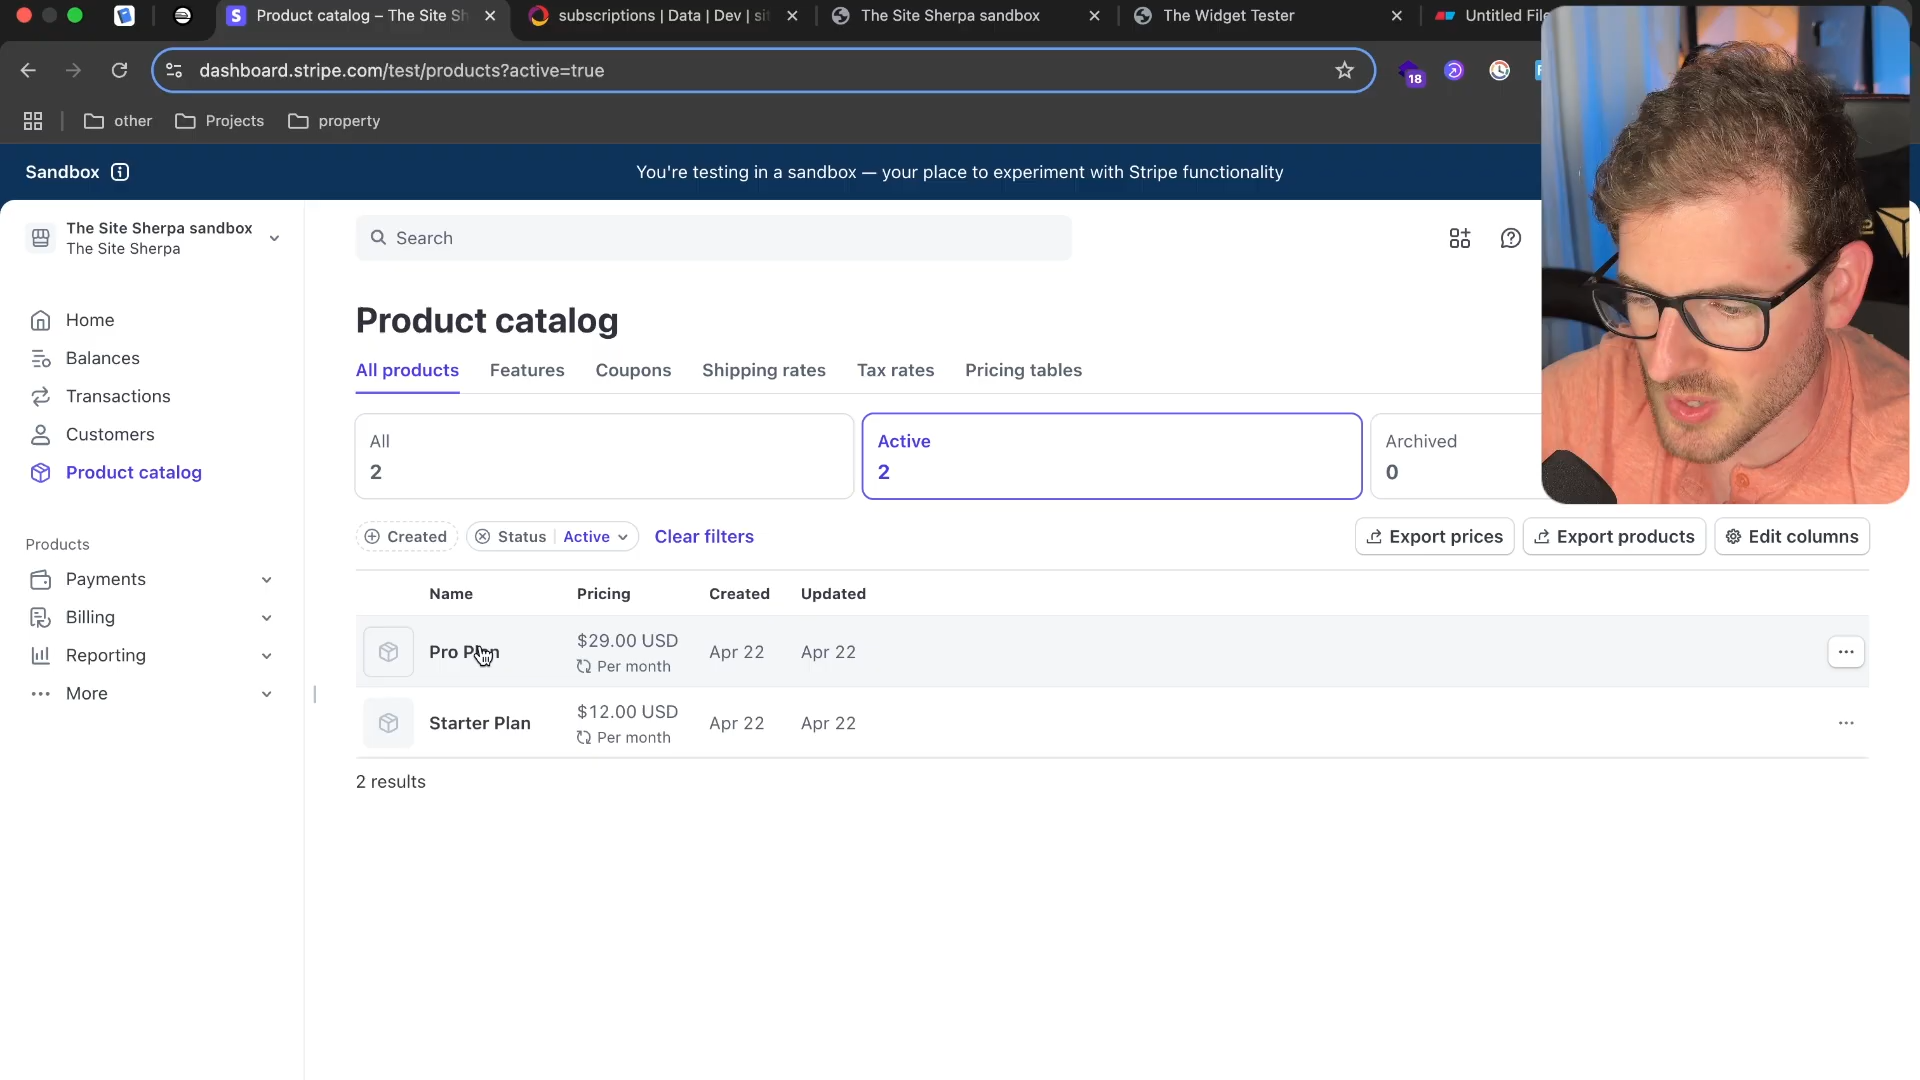 Product catalog – The Site Sh
subscriptions | Data | Dev | sit
The Site Sherpa sandbox
The Widget Tester
Untitled File
dashboard.stripe.com/test/products?active=true
18
other
Projects
property
Sandbox
You're testing in a sandbox — your place to experiment with Stripe functionality
The Site Sherpa sandbox
The Site Sherpa
Search
Home
Balances
Transactions
Customers
Product catalog
Products
Payments
Billing
Reporting
More
Product catalog
All products
Features
Coupons
Shipping rates
Tax rates
Pricing tables
All
2
Active
2
Archived
0
Created
Status
Active
Clear filters
Export prices
Export products
Edit columns
Name
Pricing
Created
Updated
Pro Plan
$29.00 USD
Per month
Apr 22
Apr 22
Starter Plan
$12.00 USD
Per month
Apr 22
Apr 22
2 results